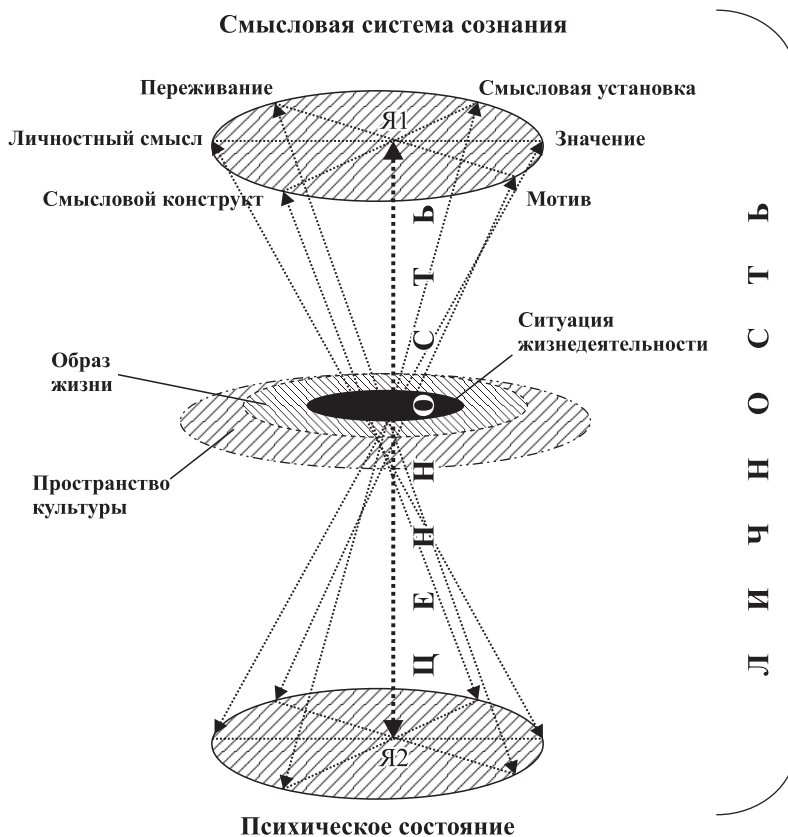 Смысловая система сознания
Переживание
Смысловая установка
Я1
Личностный смысл
Значение
Смысловой конструкт
Мотив
Ситуация
жизнедеятельности
Образ
жизни
Пространство
культуры
ЦЕННОСТЬ
ЛИЧНОСТЬ
Я2
Психическое состояние